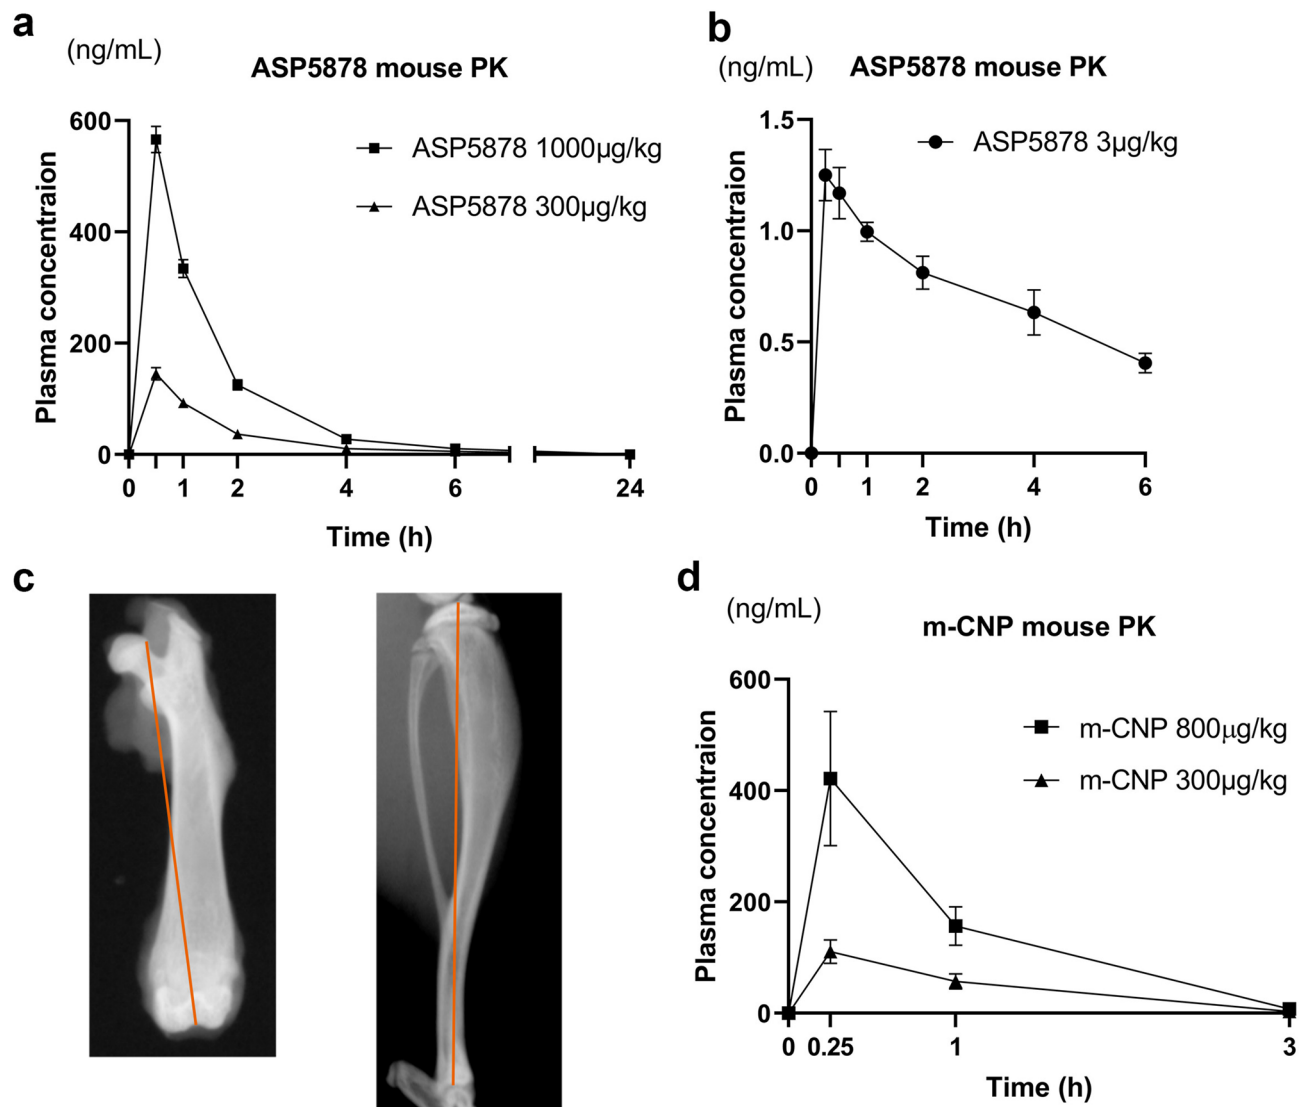 a
(ng/mL)
ASP5878 mouse PK
Plasma concentraion
600
400
200
0
ASP5878 1000µg/kg
ASP5878 300µg/kg
0 1 2 4 6 24
Time (h)
b
(ng/mL)
ASP5878 mouse PK
Plasma concentraion
1.5
1.0
0.5
0.0
ASP5878 3µg/kg
0 1 2 4 6
Time (h)
c
d
(ng/mL)
m-CNP mouse PK
Plasma concentraion
600
400
200
0
m-CNP 800µg/kg
m-CNP 300µg/kg
0 0.25 1 3
Time (h)